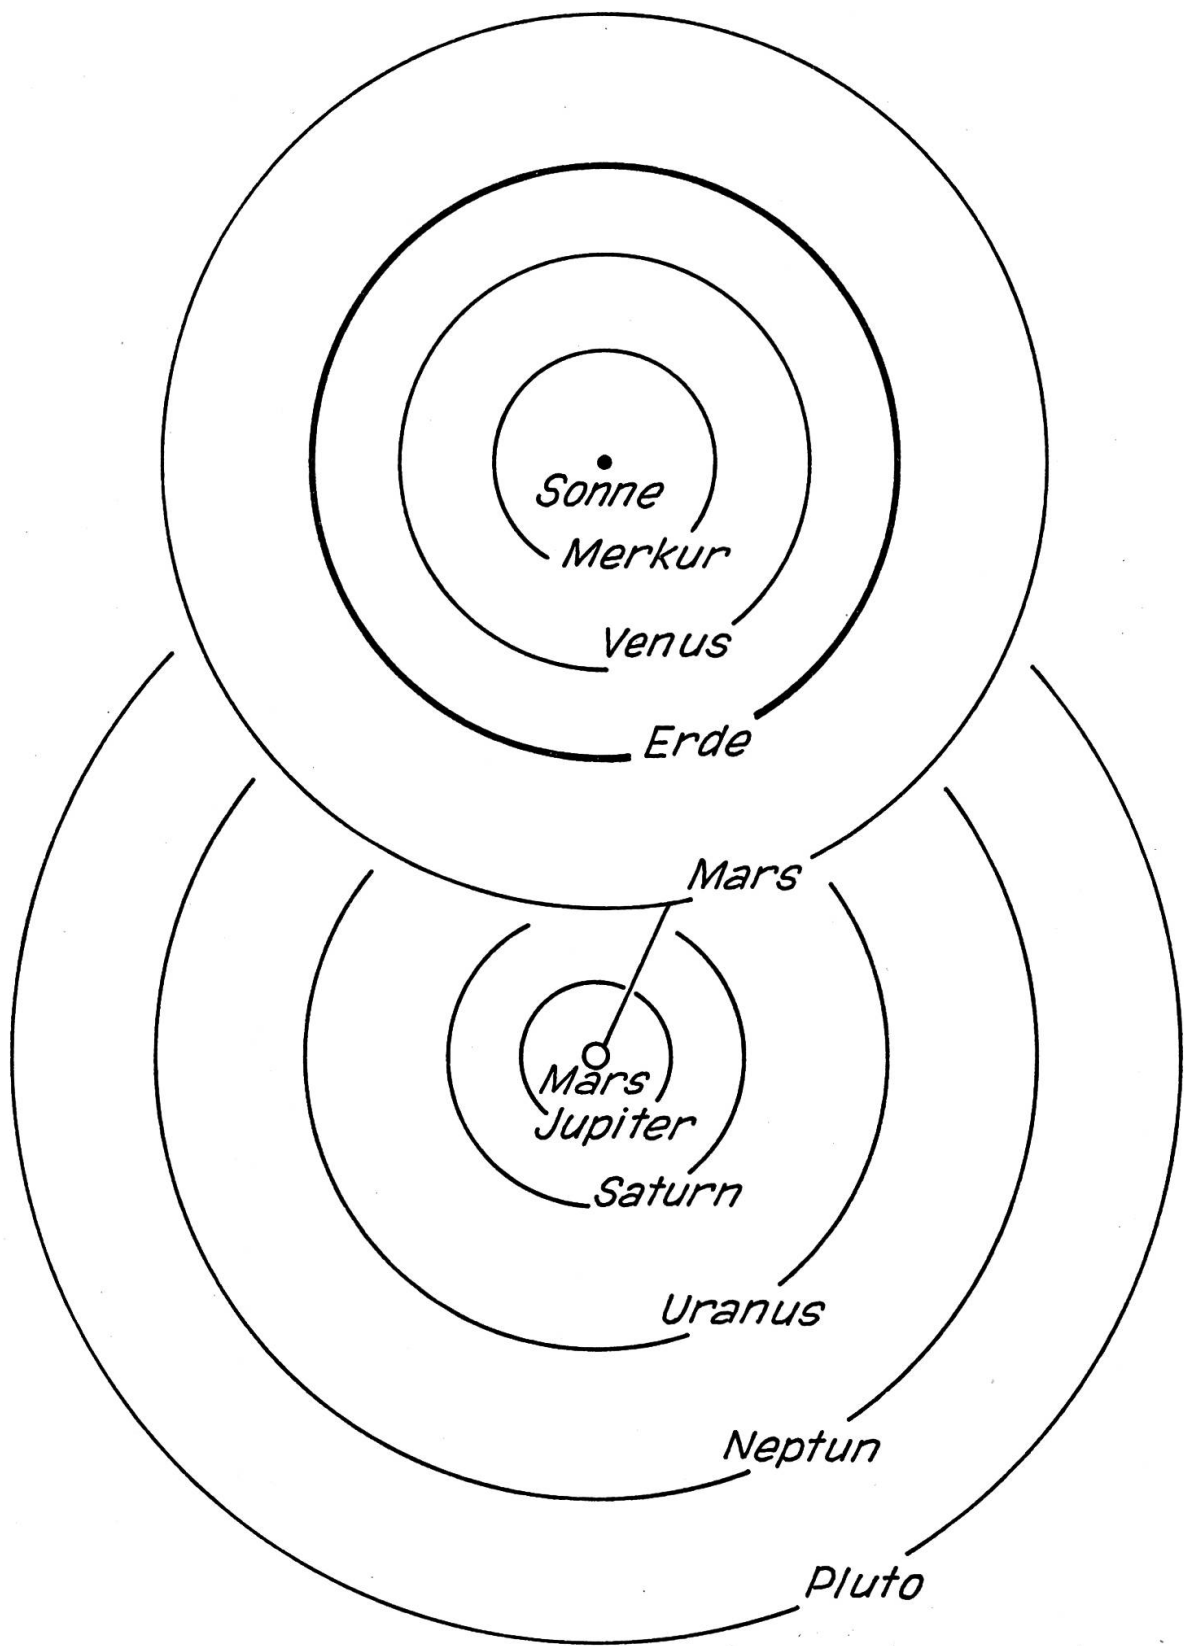 Sonne
Merkur
Venus
Erde
Mars
Mars
Jupiter
Saturn
Uranus
Neptun
Pluto